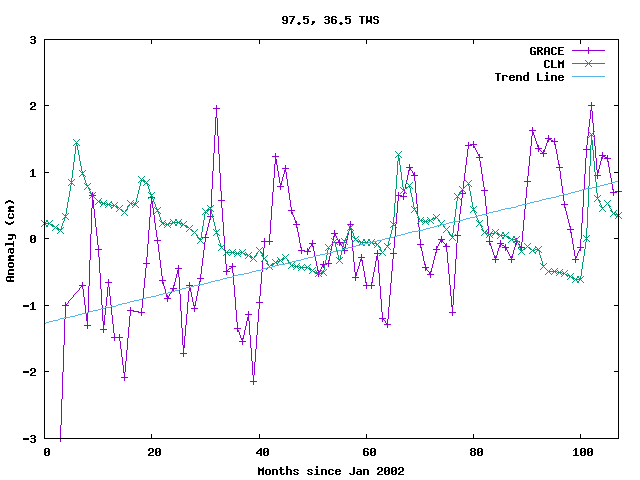 97.5, 36.5 TWS
GRACE
CLM
Trend Line
3
2
1
0
-1
-2
-3
Anomaly (cm)
0 20 40 60 80 100
Months since Jan 2002